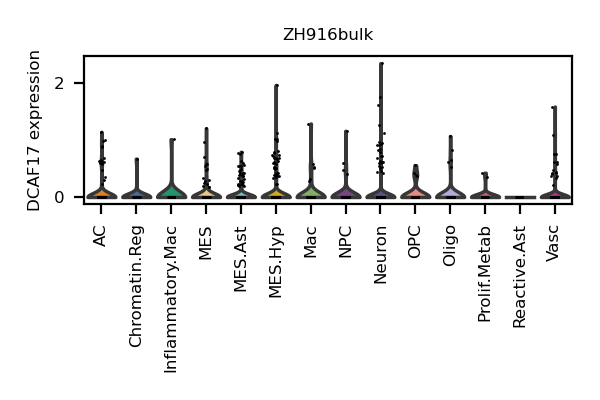 ZH916bulk
DCAF17 expression
2
0
AC
Chromatin.Reg
Inflammatory.Mac
MES
MES.Ast
MES.Hyp
Mac
NPC
Neuron
OPC
Oligo
Prolif.Metab
Reactive.Ast
Vasc